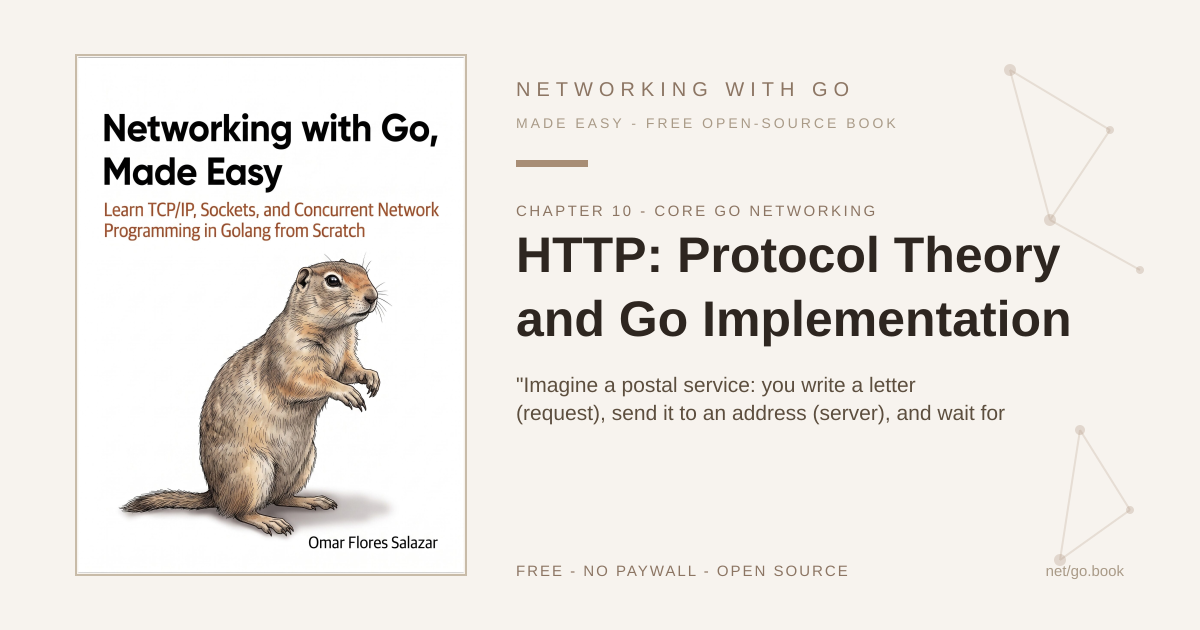 Networking with Go,
Made Easy
Learn TCP/IP, Sockets, and Concurrent Network
Programming in Golang from Scratch
Omar Flores Salazar
NETWORKING WITH GO
MADE EASY - FREE OPEN-SOURCE BOOK
CHAPTER 10 - CORE GO NETWORKING
HTTP: Protocol Theory
and Go Implementation
"Imagine a postal service: you write a letter
(request), send it to an address (server), and wait for
FREE - NO PAYWALL - OPEN SOURCE
net/go.book